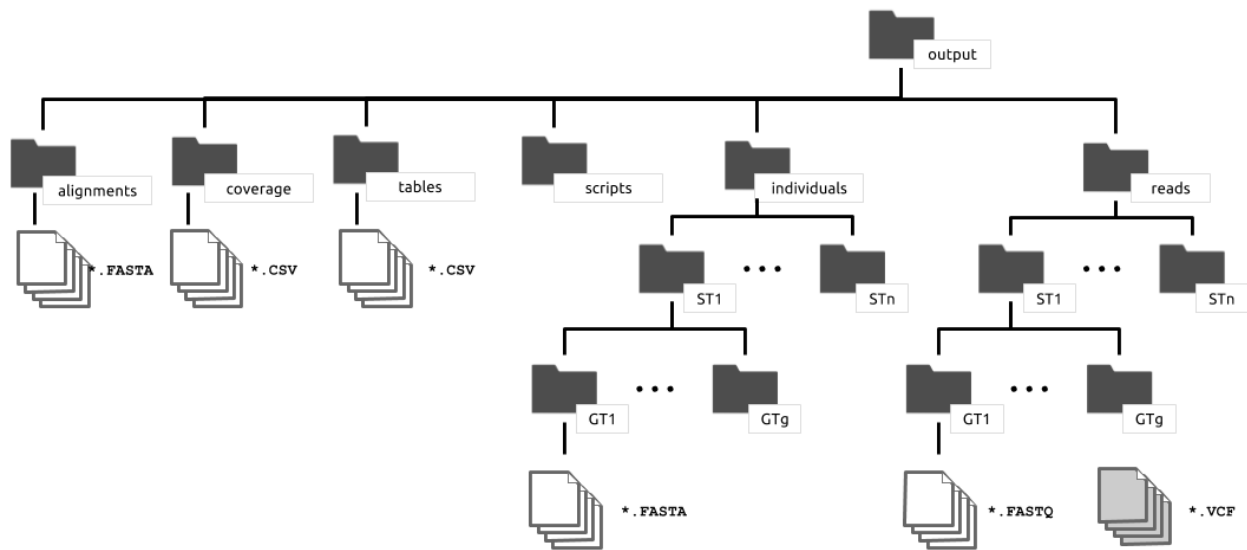 output
alignments
coverage
tables
scripts
individuals
reads
*.FASTA
*.CSV
*.CSV
ST1
...
STn
ST1
...
STn
GT1
...
GTg
GT1
...
GTg
*.FASTA
*.FASTQ
*.VCF